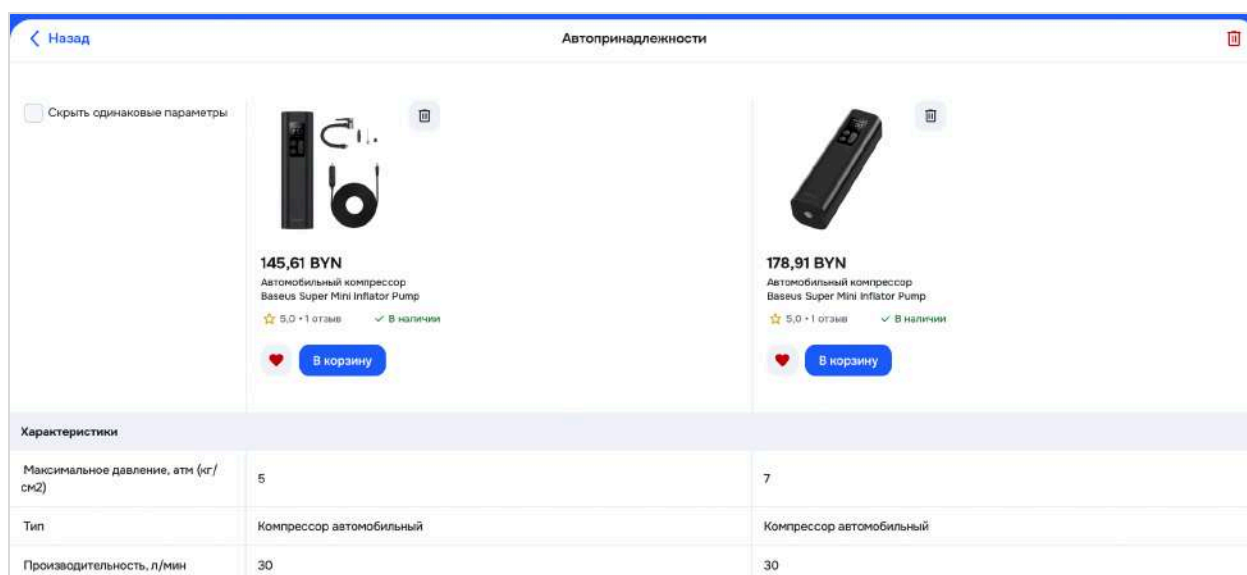 Назад
Автопринадлежности
Скрыть одинаковые параметры
145,61 BYN
Автомобильный компрессор
Baseus Super Mini Inflator Pump
5,0 • 1 отзыв
В наличии
В корзину
178,91 BYN
Автомобильный компрессор
Baseus Super Mini Inflator Pump
5,0 • 1 отзыв
В наличии
В корзину
Характеристики
Максимальное давление, атм (кг/
см2)
5
7
Тип
Компрессор автомобильный
Компрессор автомобильный
Производительность, л/мин
30
30